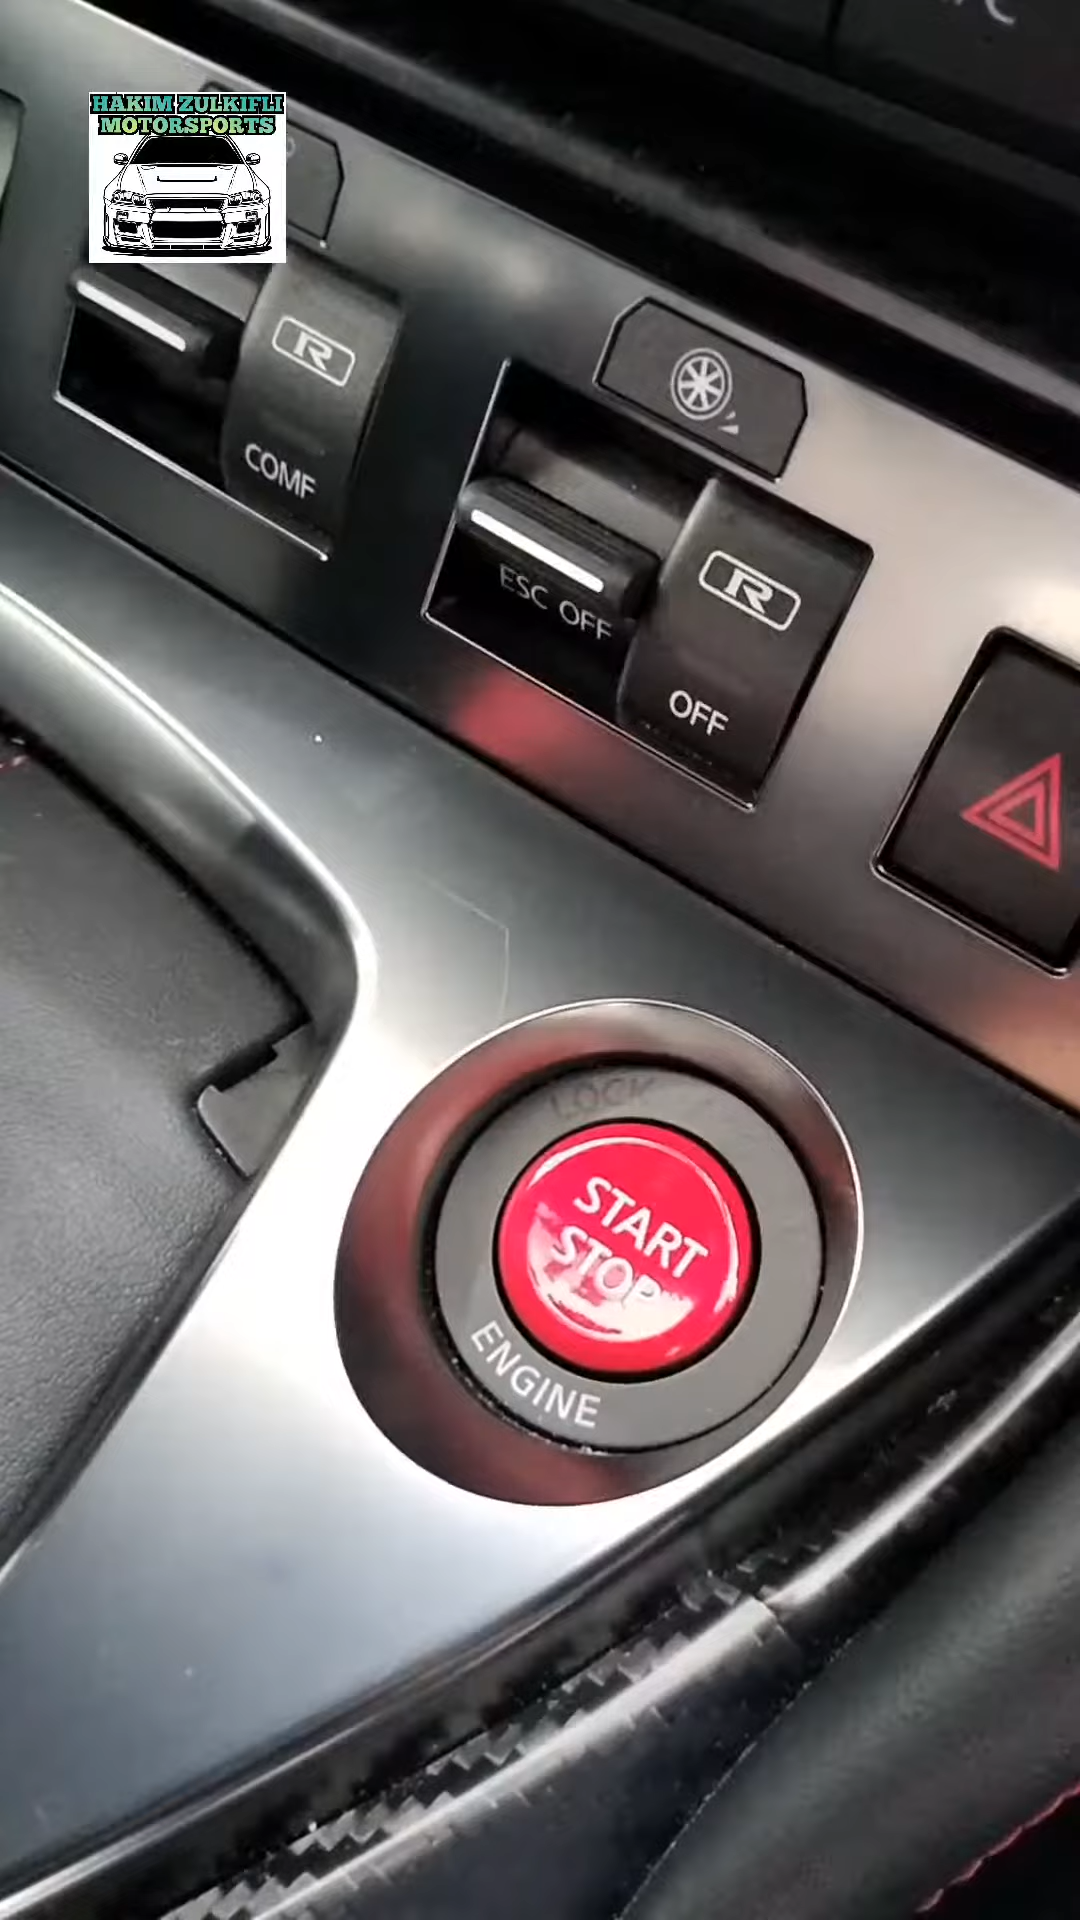 HAKIM ZULKIFLI
MOTORSPORTS
R
COMF
ESC OFF
R
OFF
LOCK
START
STOP
ENGINE